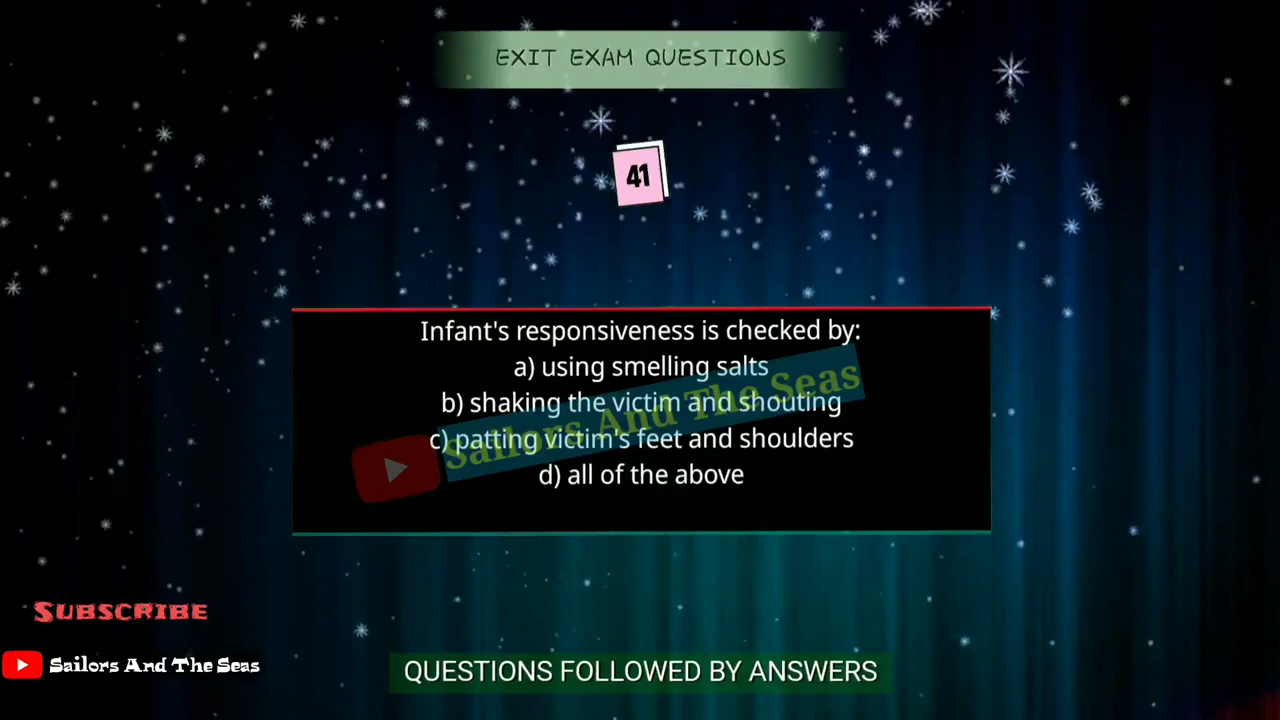 EXIT EXAM QUESTIONS
41
Infant's responsiveness is checked by:
a) using smelling salts
b) shaking the victim and shouting
c) patting victim's feet and shoulders
d) all of the above
Sailors And The Seas
SUBSCRIBE
Sailors And The Seas
QUESTIONS FOLLOWED BY ANSWERS